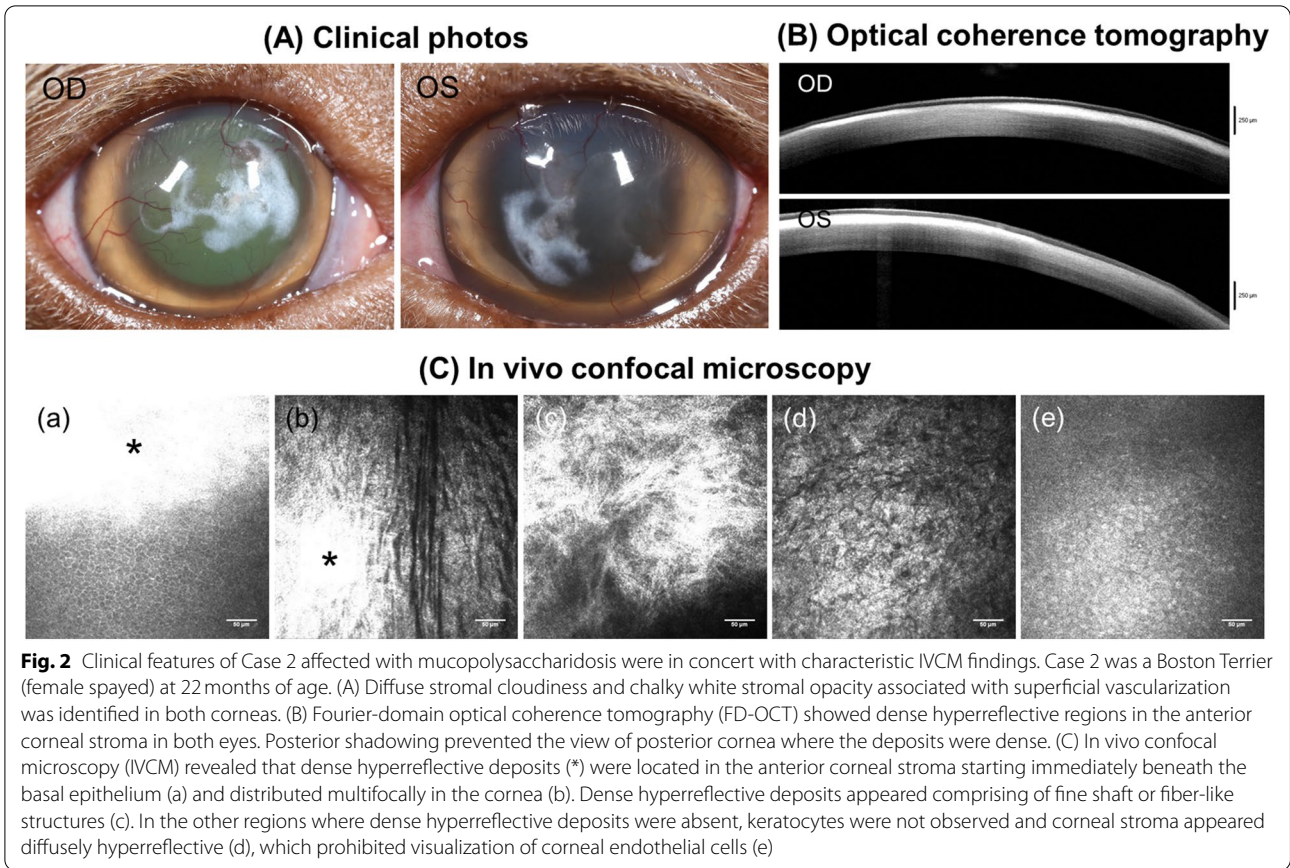 (A) Clinical photos
(B) Optical coherence tomography
OD
OS
OD
250 µm
OS
250 µm
(C) In vivo confocal microscopy
(a)
(b)
(c)
(d)
(e)
*
*
50 µm
50 µm
50 µm
50 µm
50 µm
Fig. 2 Clinical features of Case 2 affected with mucopolysaccharidosis were in concert with characteristic IVCM findings. Case 2 was a Boston Terrier
(female spayed) at 22 months of age. (A) Diffuse stromal cloudiness and chalky white stromal opacity associated with superficial vascularization
was identified in both corneas. (B) Fourier-domain optical coherence tomography (FD-OCT) showed dense hyperreflective regions in the anterior
corneal stroma in both eyes. Posterior shadowing prevented the view of posterior cornea where the deposits were dense. (C) In vivo confocal
microscopy (IVCM) revealed that dense hyperreflective deposits (*) were located in the anterior corneal stroma starting immediately beneath the
basal epithelium (a) and distributed multifocally in the cornea (b). Dense hyperreflective deposits appeared comprising of fine shaft or fiber-like
structures (c). In the other regions where dense hyperreflective deposits were absent, keratocytes were not observed and corneal stroma appeared
diffusely hyperreflective (d), which prohibited visualization of corneal endothelial cells (e)